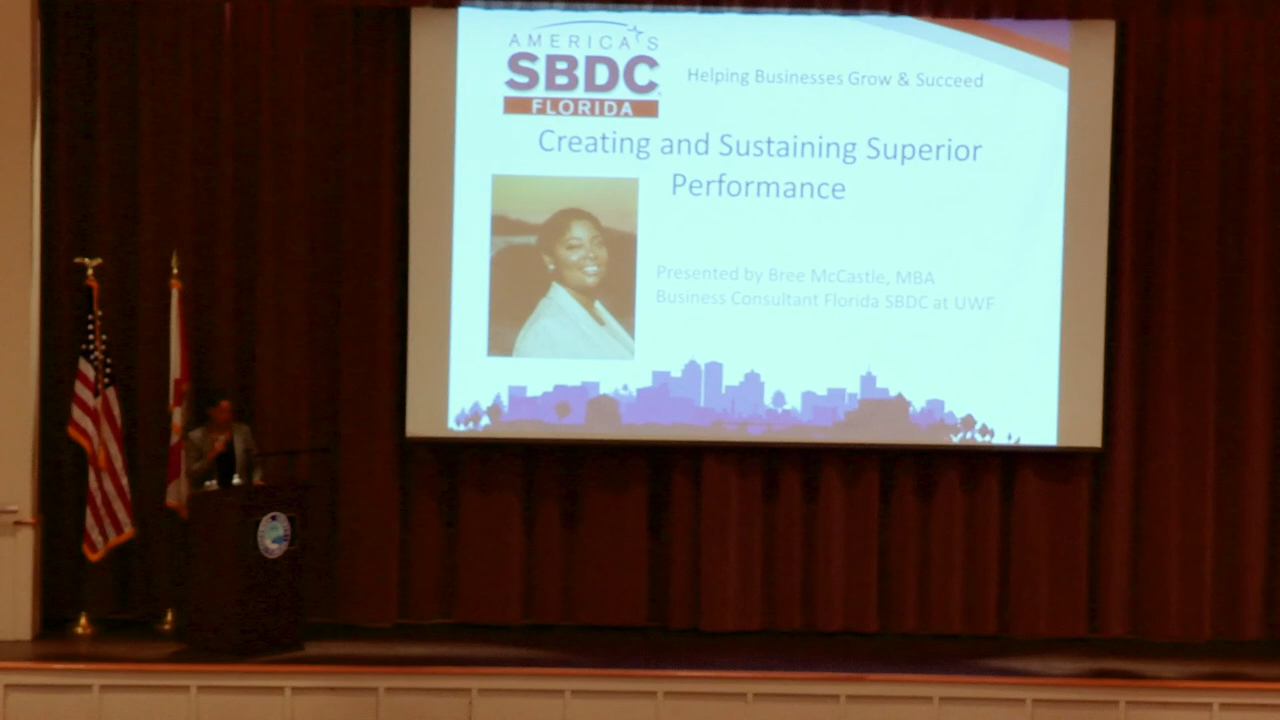 AMERICA'S
SBDC
FLORIDA
Helping Businesses Grow & Succeed
Creating and Sustaining Superior
Performance
Presented by Bree McCastle, MBA
Business Consultant Florida SBDC at UWF